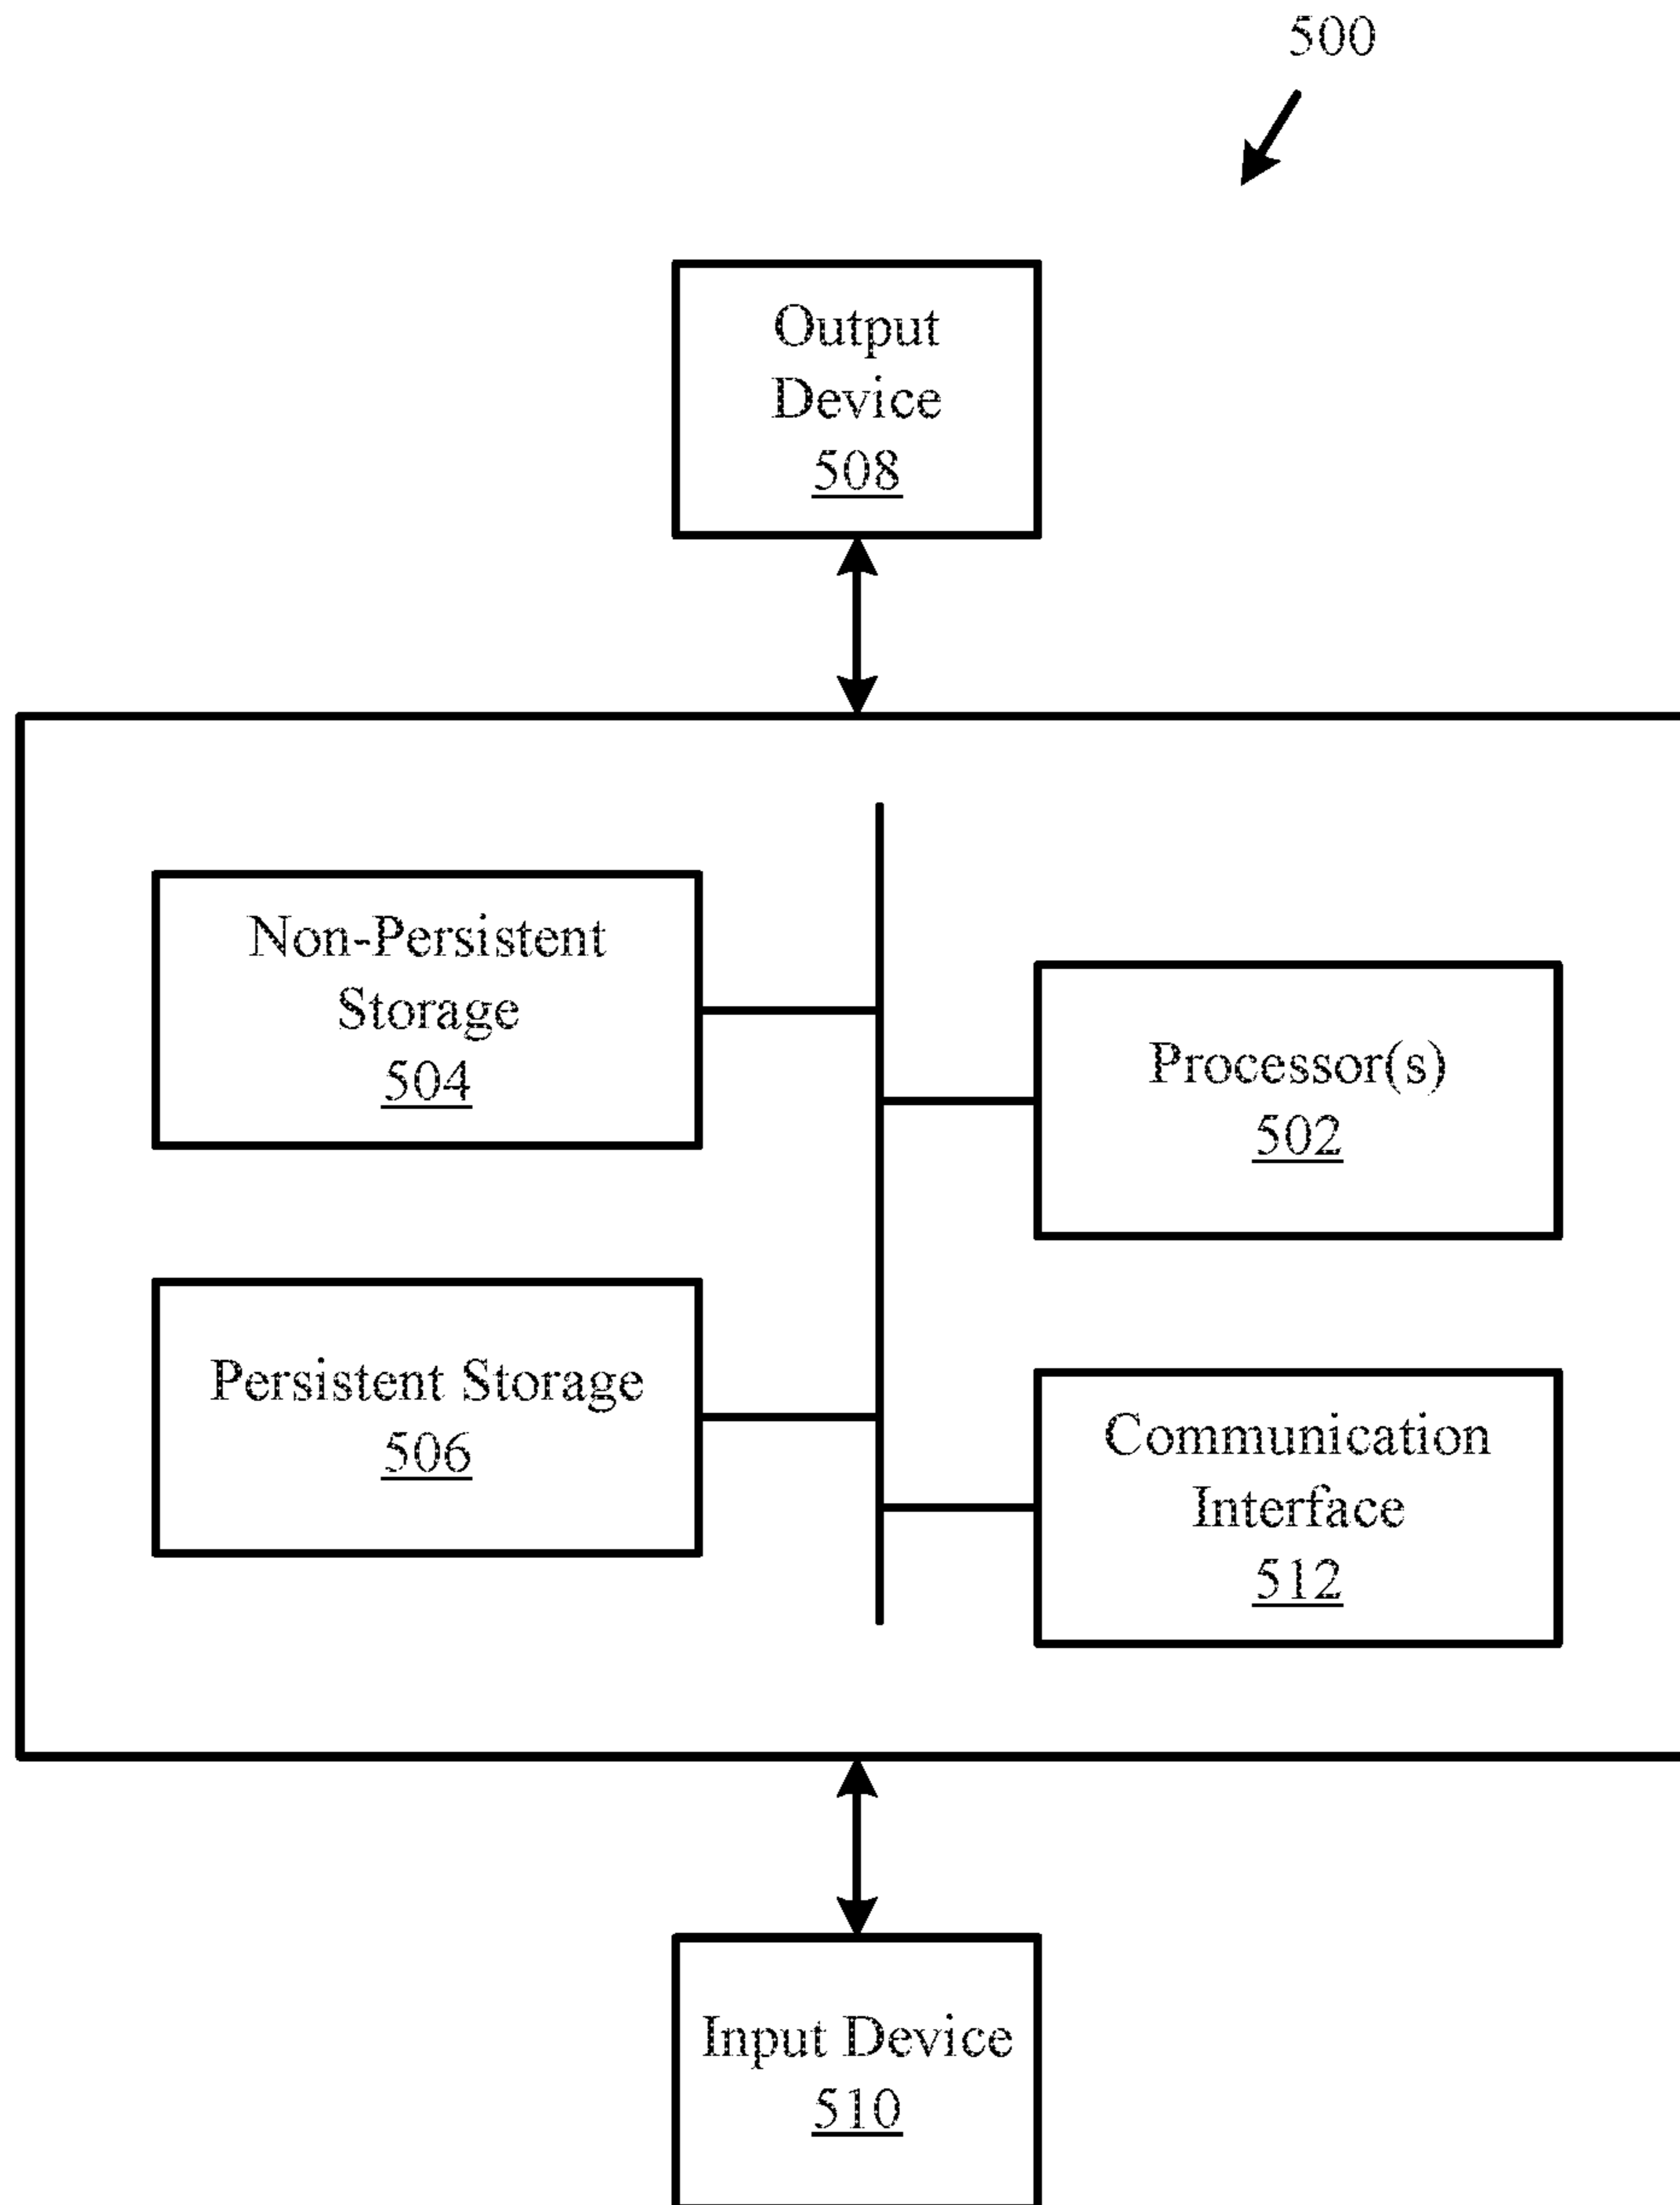 500
Output
Device
508
Non-Persistent
Storage
504
Processor(s)
502
Persistent Storage
506
Communication
Interface
512
Input Device
510